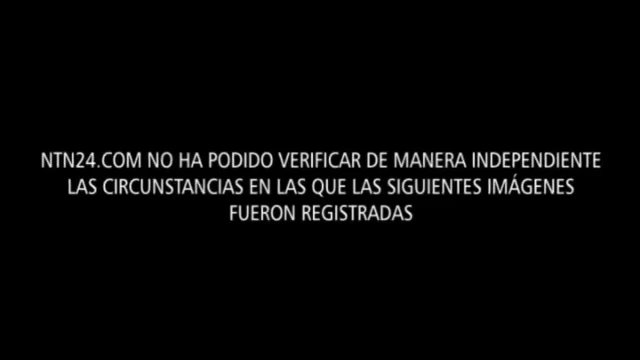 NTN24.COM NO HA PODIDO VERIFICAR DE MANERA INDEPENDIENTE
LAS CIRCUNSTANCIAS EN LAS QUE LAS SIGUIENTES IMÁGENES
FUERON REGISTRADAS